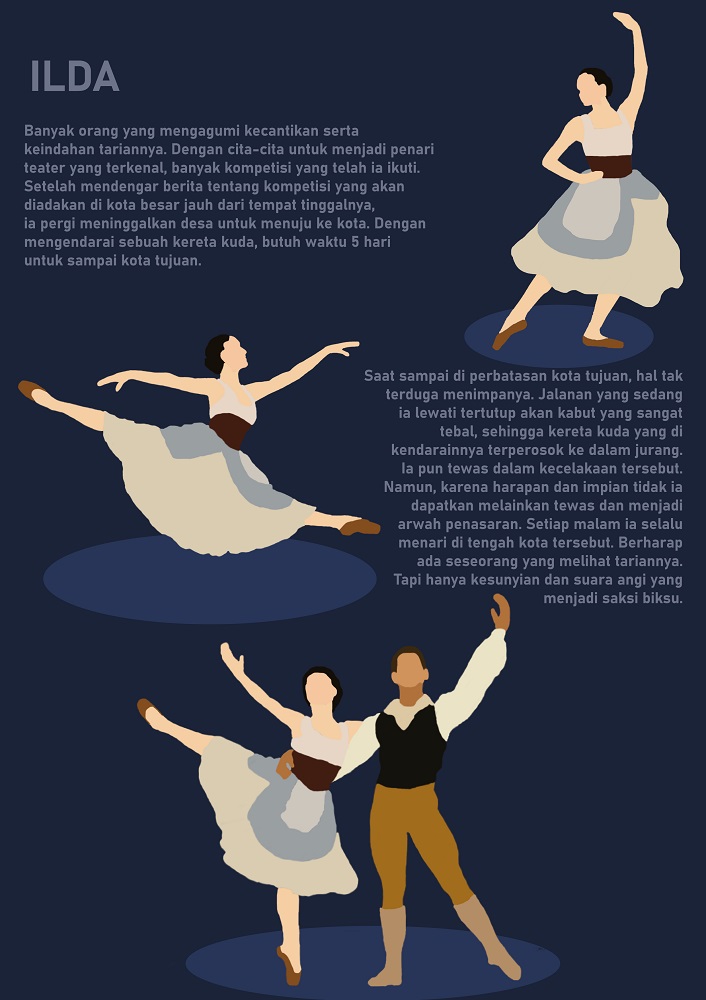 ILDA
Banyak orang yang mengagumi kecantikan serta
keindahan tariannya. Dengan cita-cita untuk menjadi penari
teater yang terkenal, banyak kompetisi yang telah ia ikuti.
Setelah mendengar berita tentang kompetisi yang akan
diadakan di kota besar jauh dari tempat tinggalnya,
ia pergi meninggalkan desa untuk menuju ke kota. Dengan
mengendarai sebuah kereta kuda, butuh waktu 5 hari
untuk sampai kota tujuan.
Saat sampai di perbatasan kota tujuan, hal tak
terduga menimpanya. Jalanan yang sedang
ia lewati tertutup akan kabut yang sangat
tebal, sehingga kereta kuda yang di
kendarainnya terperosok ke dalam jurang.
Ia pun tewas dalam kecelakaan tersebut.
Namun, karena harapan dan impian tidak ia
dapatkan melainkan tewas dan menjadi
arwah penasaran. Setiap malam ia selalu
menari di tengah kota tersebut. Berharap
ada seseorang yang melihat tariannya.
Tapi hanya kesunyian dan suara angi yang
menjadi saksi biksu.